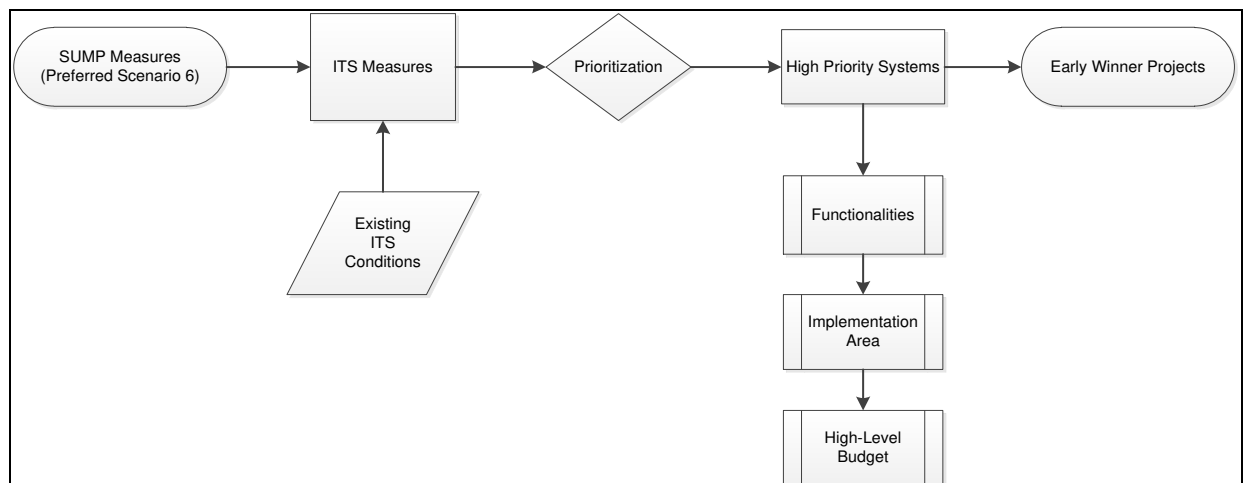 SUMP Measures
(Preferred Scenario 6)
ITS Measures
Prioritization
High Priority Systems
Early Winner Projects
Existing
ITS
Conditions
Functionalities
Implementation
Area
High-Level
Budget